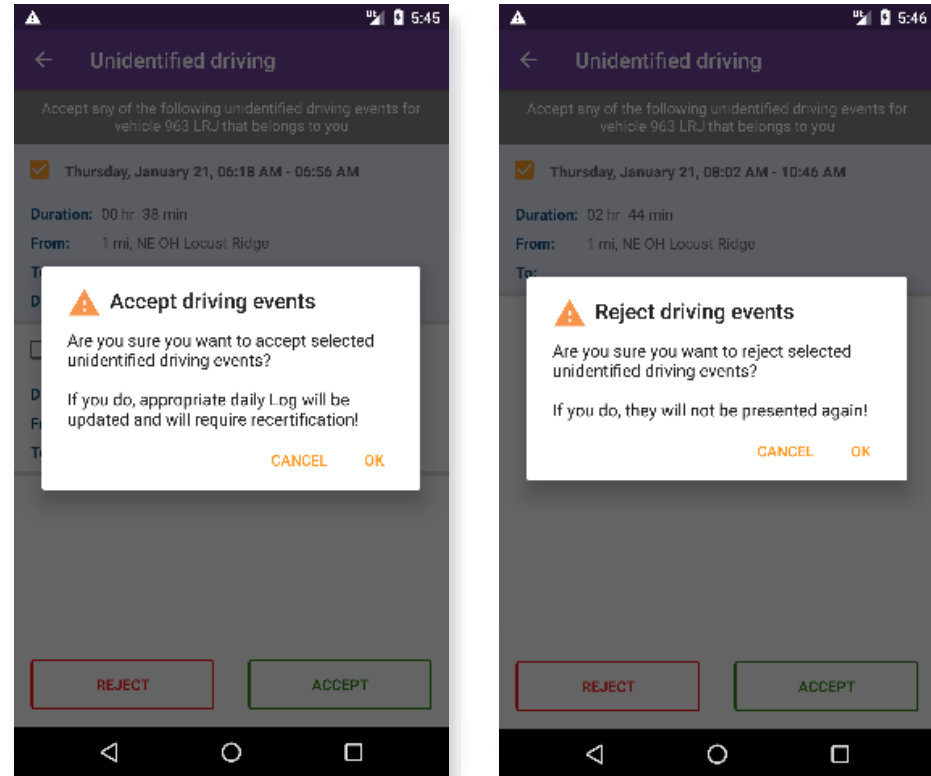 5:45
Unidentified driving
Accept any of the following unidentified driving events for
vehicle 963 LRJ that belongs to you
Thursday, January 21, 06:18 AM - 06:56 AM
Duration: 00 hr 38 min
From: 1 mi, NE OH Locust Ridge
T
D
Accept driving events
Are you sure you want to accept selected
unidentified driving events?
If you do, appropriate daily Log will be
updated and will require recertification!
CANCEL OK
D
F
T
REJECT ACCEPT
5:46
Unidentified driving
Accept any of the following unidentified driving events for
vehicle 963 LRJ that belongs to you
Thursday, January 21, 08:02 AM - 10:46 AM
Duration: 02 hr 44 min
From: 1 mi, NE OH Locust Ridge
To:
Reject driving events
Are you sure you want to reject selected
unidentified driving events?
If you do, they will not be presented again!
CANCEL OK
REJECT ACCEPT